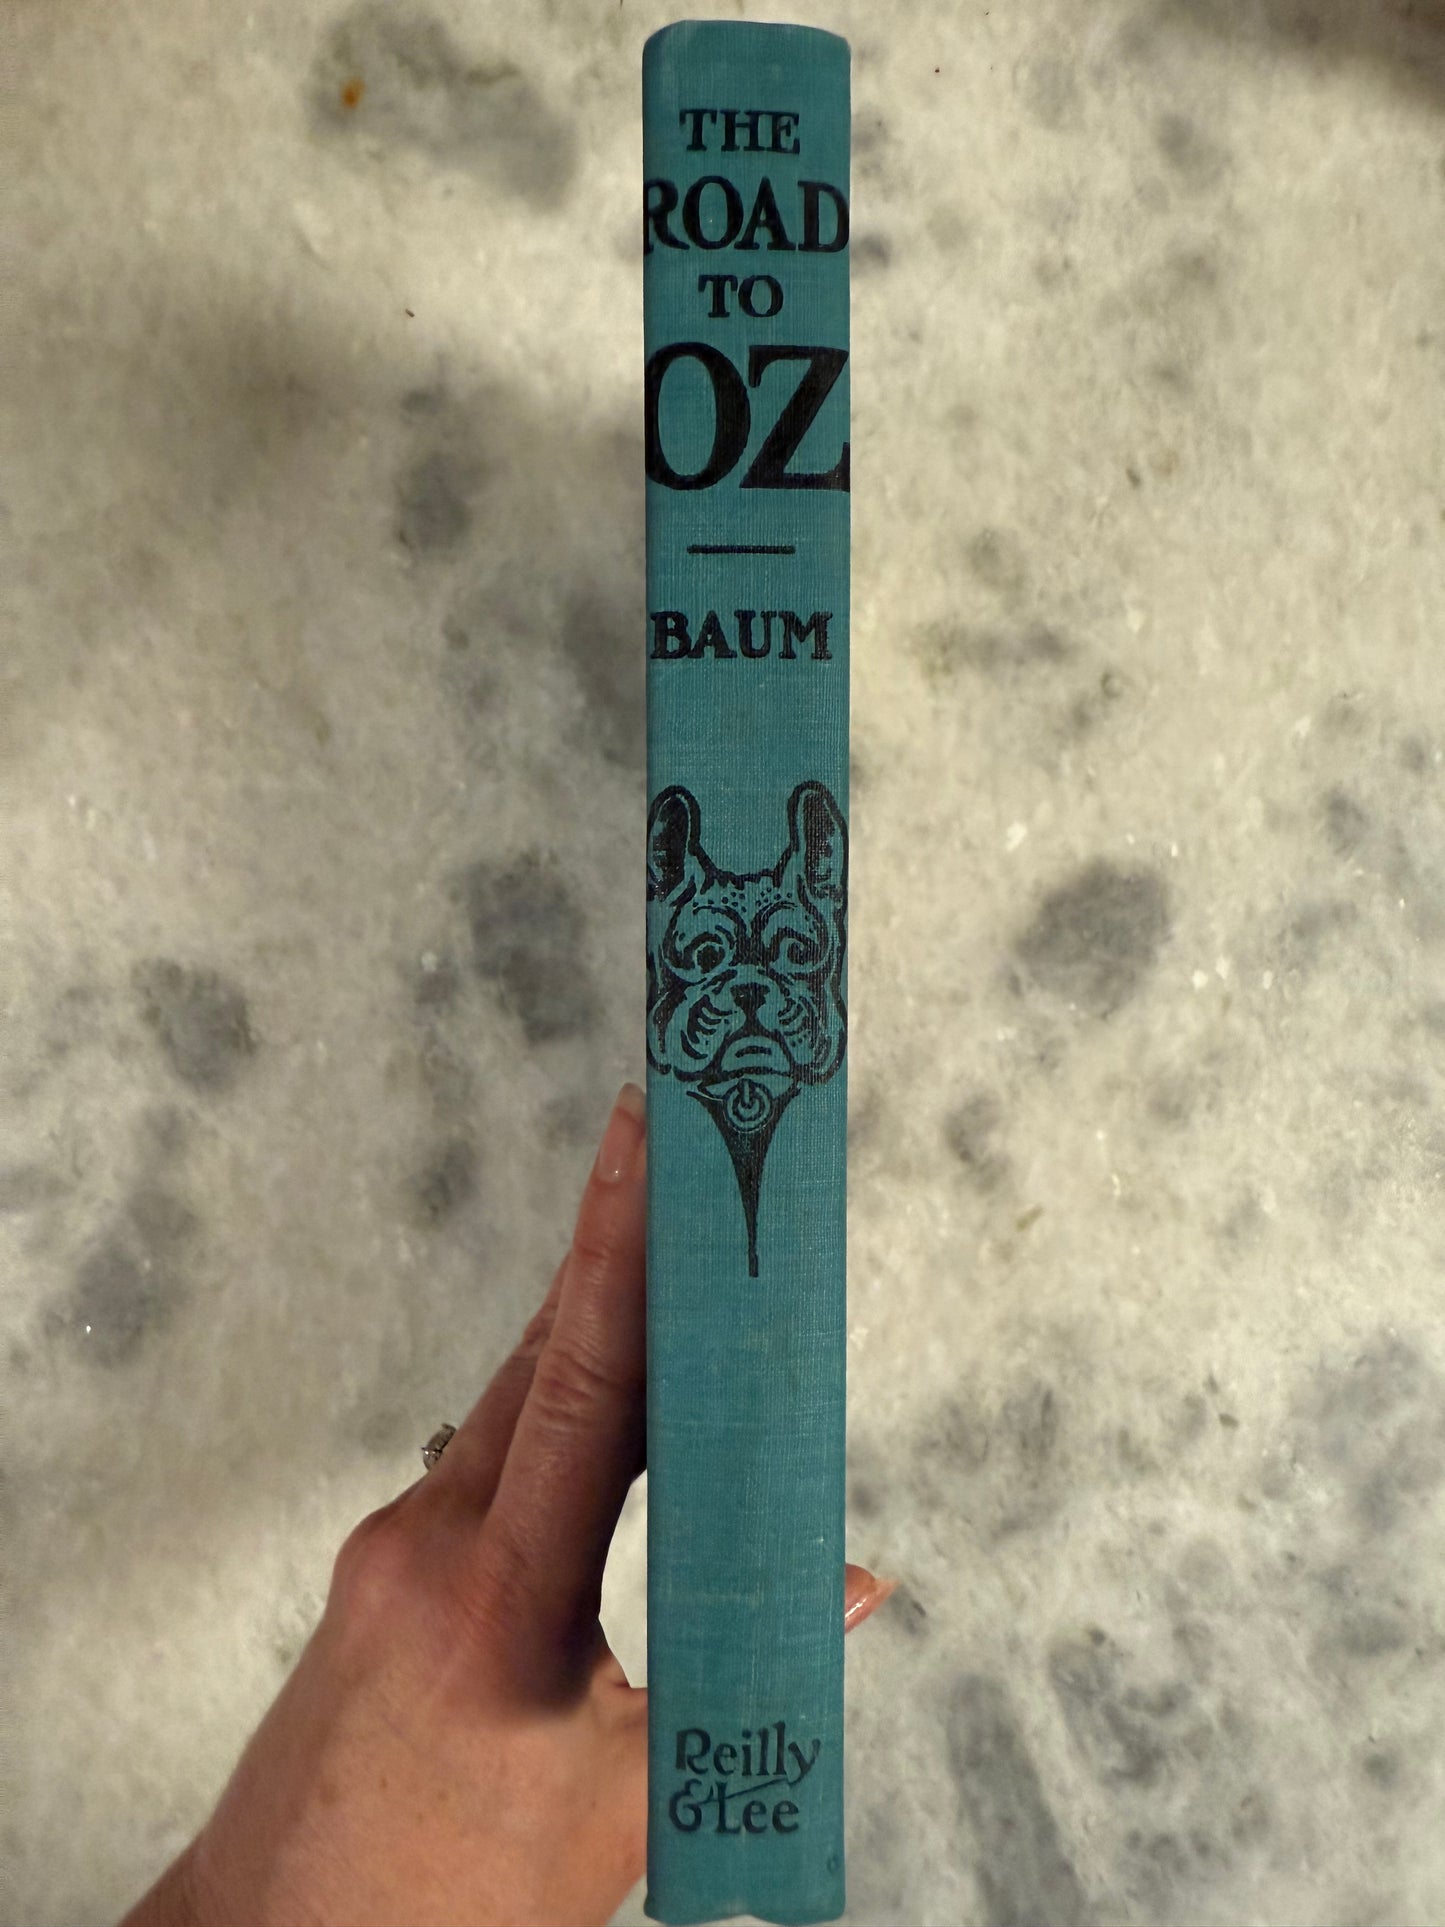 THE
ROAD
TO
OZ
BAUM
Reilly
& Lee